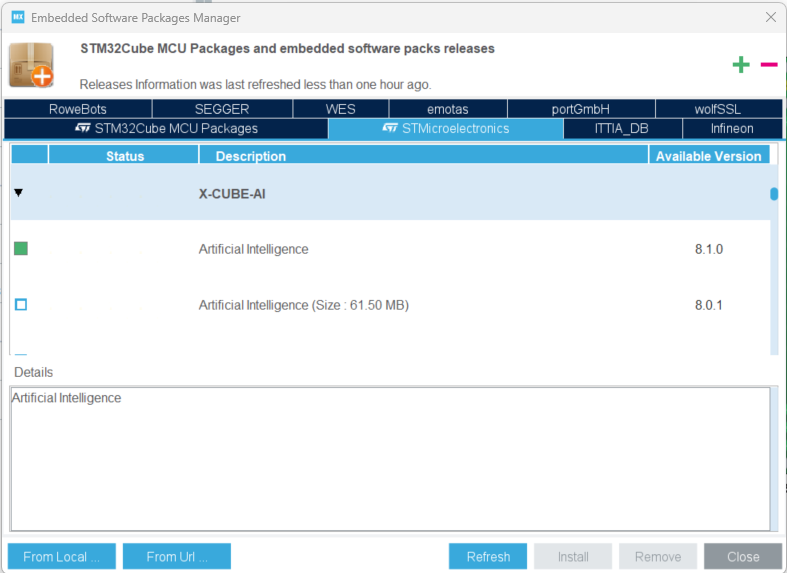 MX Embedded Software Packages Manager
STM32Cube MCU Packages and embedded software packs releases
Releases Information was last refreshed less than one hour ago.
RoweBots SEGGER WES emotas portGmbH wolfSSL
STM32Cube MCU Packages STMicroelectronics ITTIA_DB Infineon
Status Description Available Version
X-CUBE-AI
Artificial Intelligence 8.1.0
Artificial Intelligence (Size : 61.50 MB) 8.0.1
Details
Artificial Intelligence
From Local ... From Url ... Refresh Install Remove Close